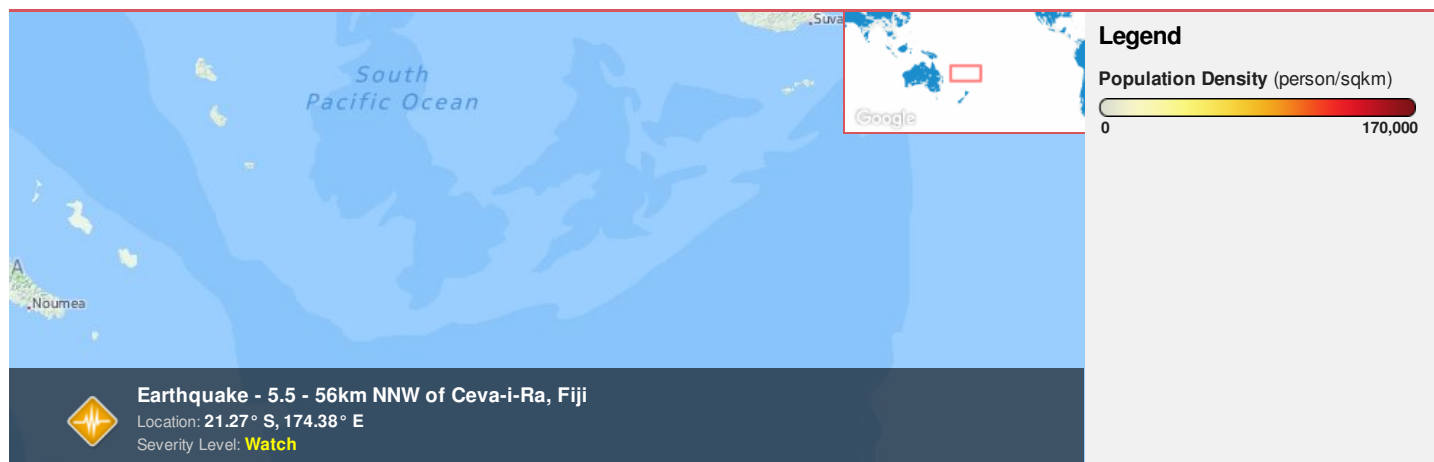 Suva
South
Pacific Ocean
Google
A
Noumea
Legend
Population Density (person/sqkm)
0 170,000
Earthquake - 5.5 - 56km NNW of Ceva-i-Ra, Fiji
Location: 21.27° S, 174.38° E
Severity Level: Watch